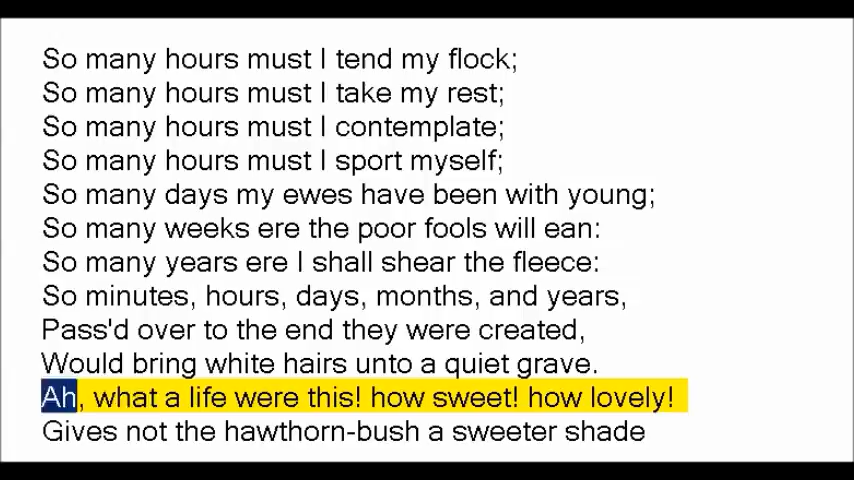 So many hours must I tend my flock;
So many hours must I take my rest;
So many hours must I contemplate;
So many hours must I sport myself;
So many days my ewes have been with young;
So many weeks ere the poor fools will ean:
So many years ere I shall shear the fleece:
So minutes, hours, days, months, and years,
Pass'd over to the end they were created,
Would bring white hairs unto a quiet grave.
Ah, what a life were this! how sweet! how lovely!
Gives not the hawthorn-bush a sweeter shade